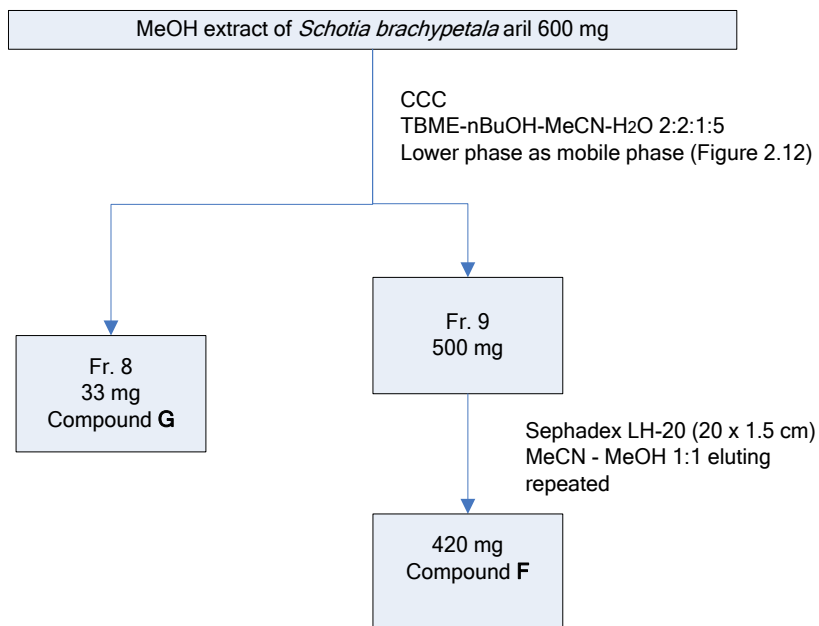 MeOH extract of Schotia brachypetala aril 600 mg
CCC
TBME-nBuOH-MeCN-H2O 2:2:1:5
Lower phase as mobile phase (Figure 2.12)
Fr. 8
33 mg
Compound G
Fr. 9
500 mg
Sephadex LH-20 (20 x 1.5 cm)
MeCN - MeOH 1:1 eluting
repeated
420 mg
Compound F